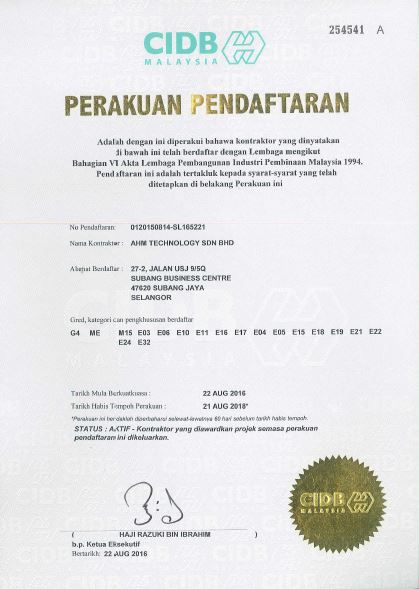 254541 A
CIDB
MALAYSIA
PERAKUAN PENDAFTARAN
Adalah dengan ini diperakui bahawa kontraktor yang dinyatakan
di bawah ini telah berdaftar dengan Lembaga mengikut
Bahagian VI Akta Lembaga Pembangunan Industri Pembinaan Malaysia 1994.
Pendaftaran ini adalah tertakluk kepada syarat-syarat yang telah
ditetapkan di belakang Perakuan ini
No Pendaftaran: 0120150814-SL165221
Nama Kontraktor : AHM TECHNOLOGY SDN BHD
Alamat Berdaftar : 27-2, JALAN USJ 9/5Q
SUBANG BUSINESS CENTRE
47620 SUBANG JAYA
SELANGOR
Gred, kategori dan pengkhususan berdaftar
G4 ME M15 E03 E06 E10 E11 E16 E17 E04 E05 E15 E18 E19 E21 E22
E24 E32
Tarikh Mula Berkuatkuasa : 22 AUG 2016
Tarikh Habis Tempoh Perakuan : 21 AUG 2018*
*Perakuan ini hendaklah diperbaharui selewat-lewatnya 60 hari sebelum tarikh habis tempoh.
STATUS : AKTIF - Kontraktor yang diawardkan projek semasa perakuan
pendaftaran ini dikeluarkan.
( HAJI RAZUKI BIN IBRAHIM )
b.p. Ketua Eksekutif
Bertarikh: 22 AUG 2016
CIDB
MALAYSIA